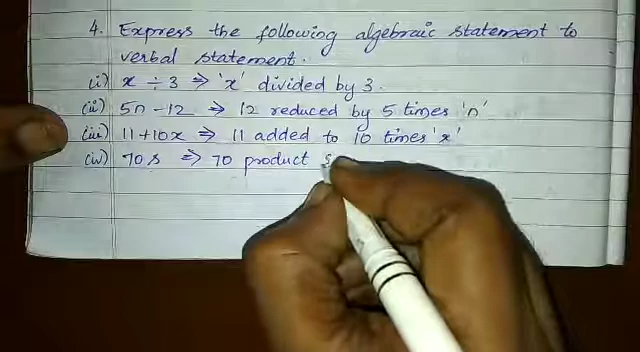 4. Express the following algebraic statement to
verbal statement.
(i) x ÷ 3 ⇒ 'x' divided by 3.
(ii) 5n - 12 ⇒ 12 reduced by 5 times 'n'
(iii) 11 + 10x ⇒ 11 added to 10 times 'x'
(iv) 70s ⇒ 70 product s